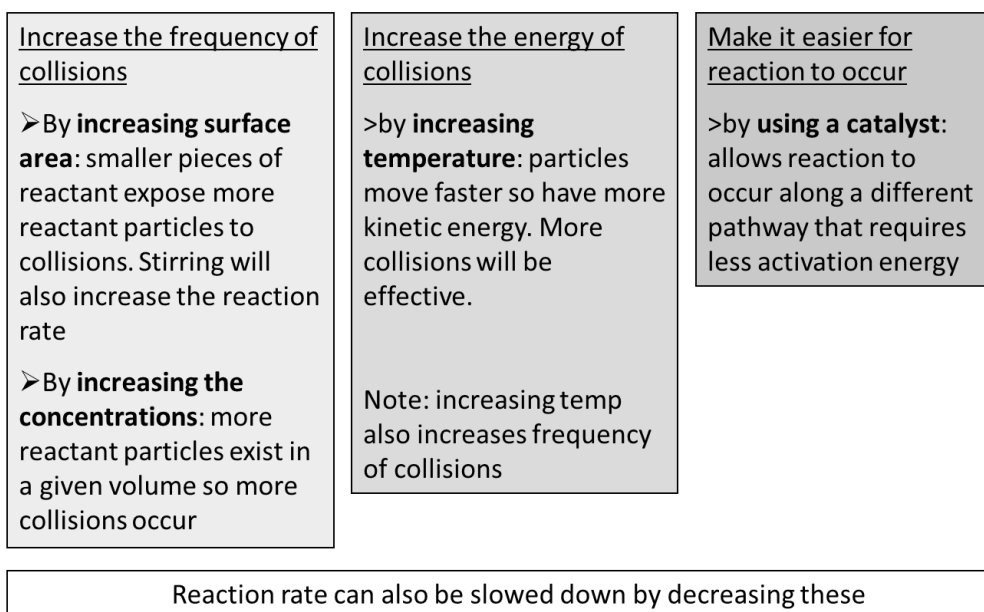 Increase the frequency of
collisions
➢By increasing surface
area: smaller pieces of
reactant expose more
reactant particles to
collisions. Stirring will
also increase the reaction
rate
➢By increasing the
concentrations: more
reactant particles exist in
a given volume so more
collisions occur
Increase the energy of
collisions
>by increasing
temperature: particles
move faster so have more
kinetic energy. More
collisions will be
effective.
Note: increasing temp
also increases frequency
of collisions
Make it easier for
reaction to occur
>by using a catalyst:
allows reaction to
occur along a different
pathway that requires
less activation energy
Reaction rate can also be slowed down by decreasing these